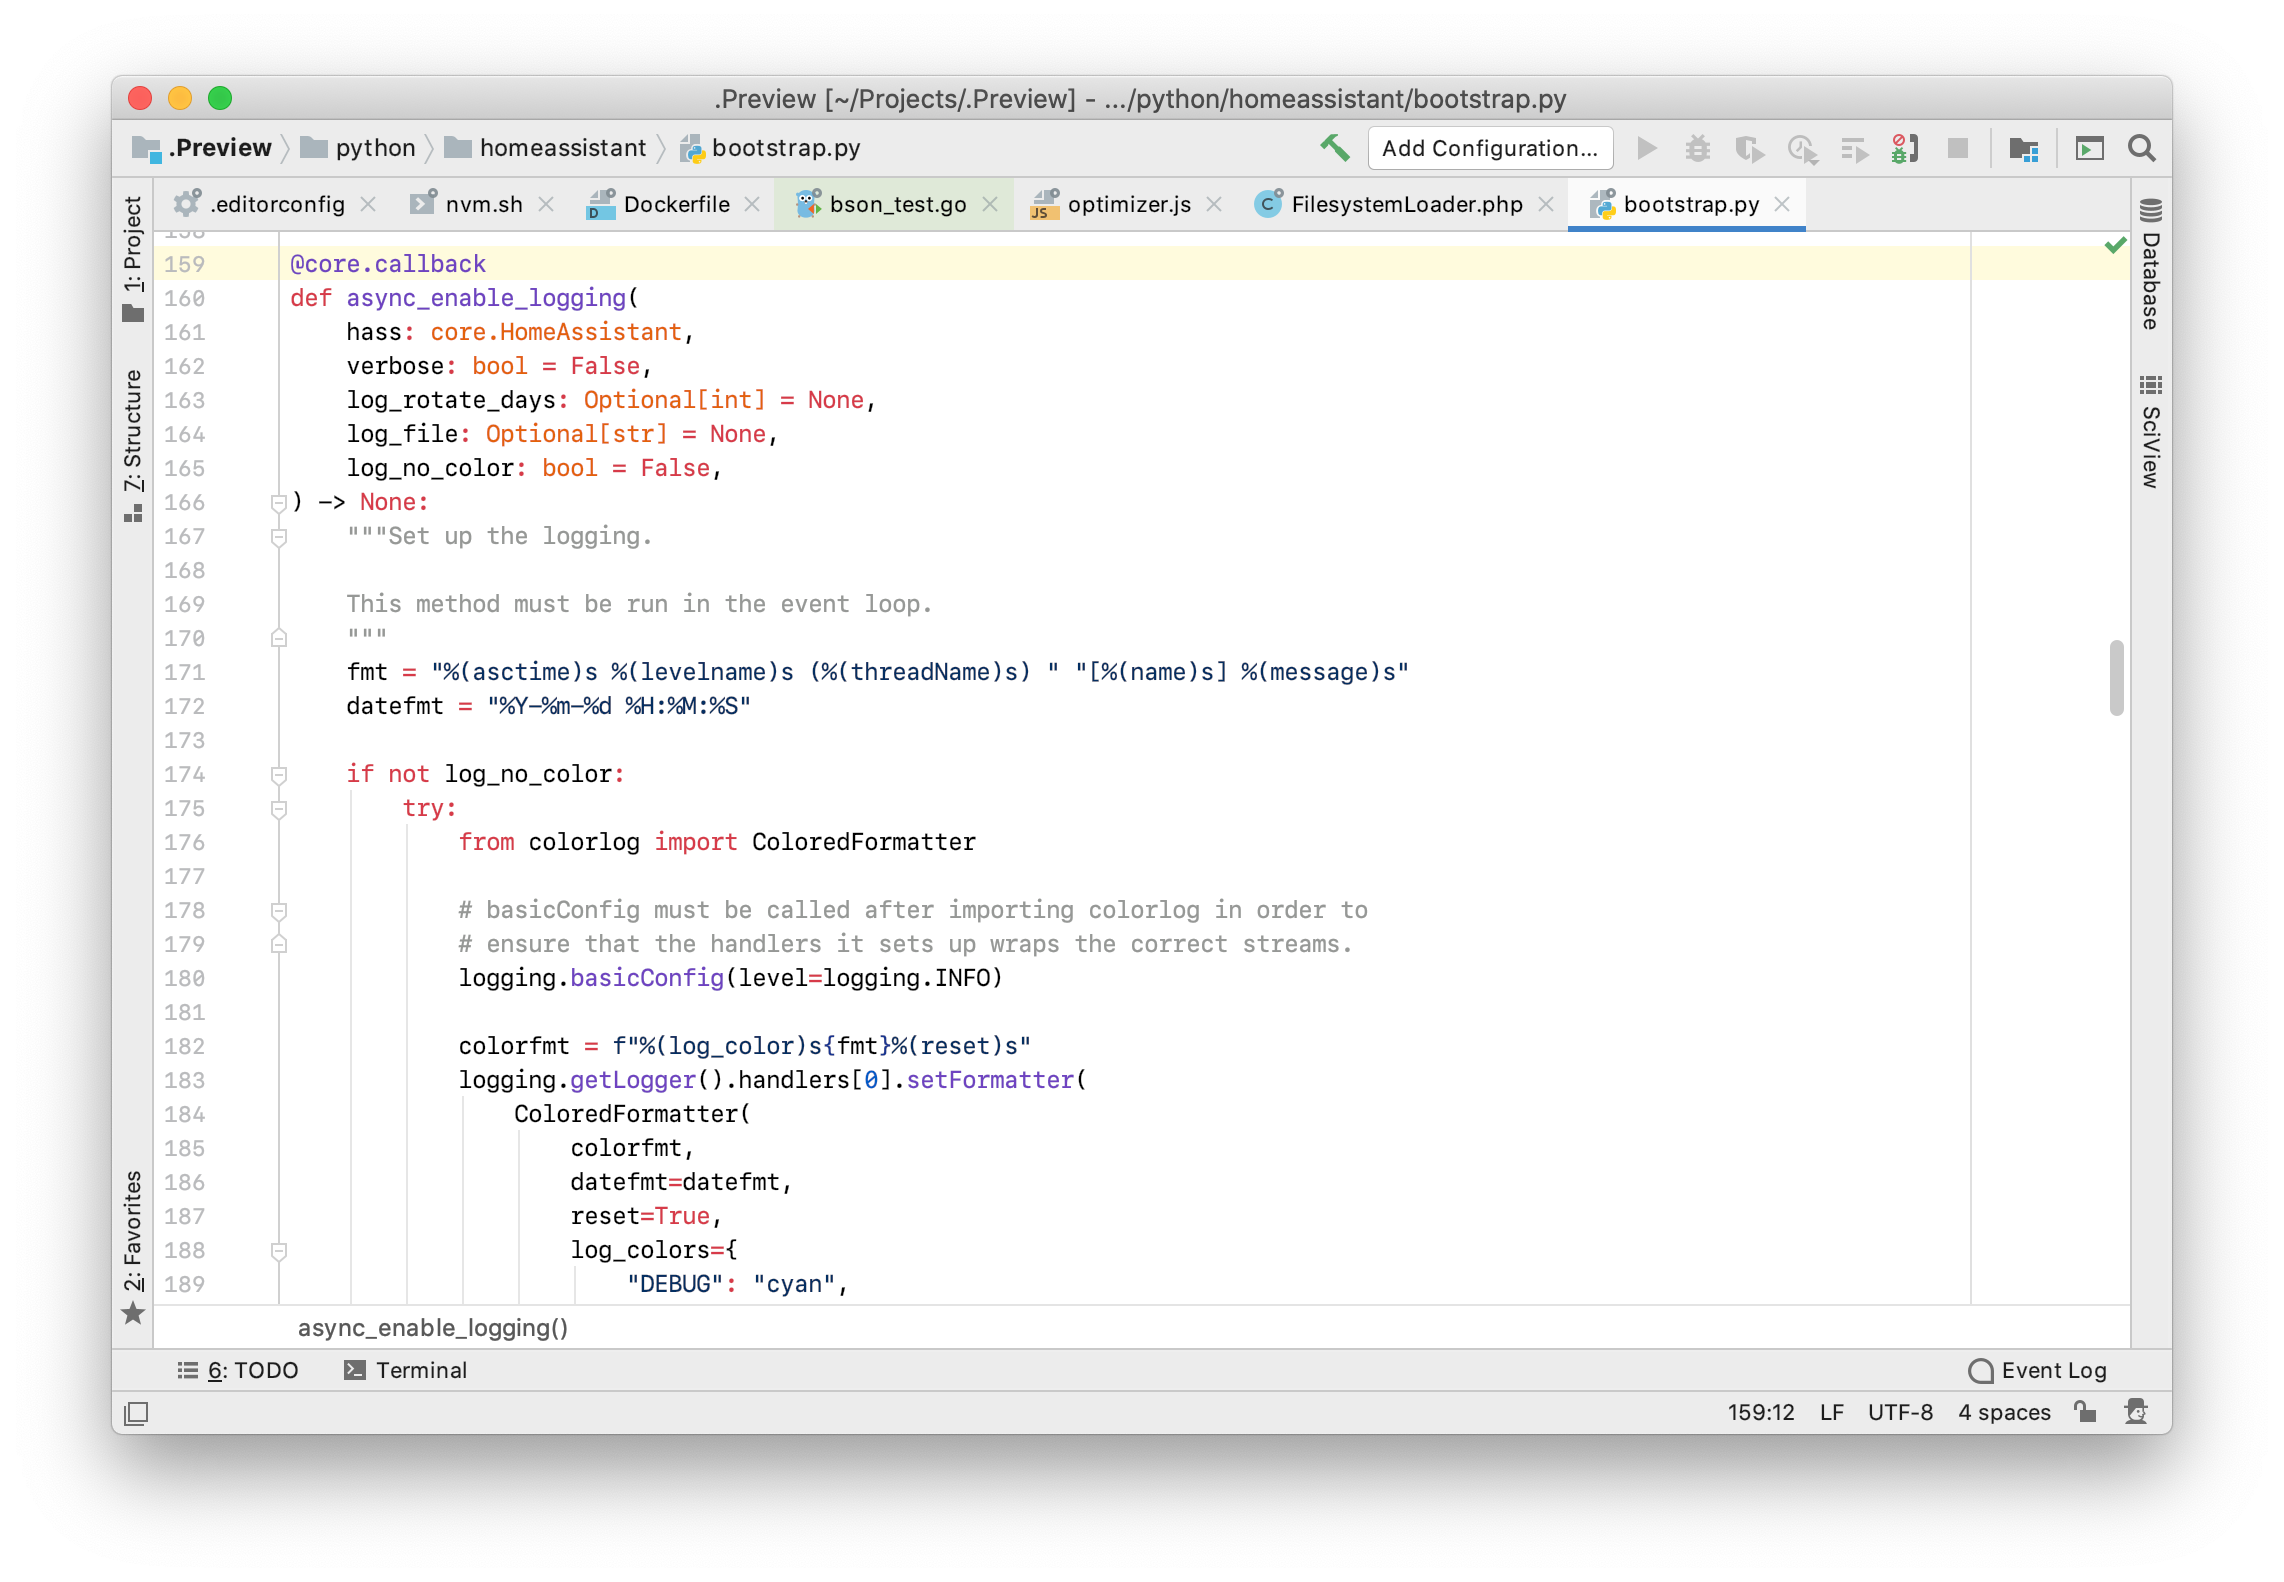 .Preview [~/Projects/.Preview] - .../python/homeassistant/bootstrap.py
.Preview python homeassistant bootstrap.py Add Configuration...
.editorconfig nvm.sh Dockerfile bson_test.go optimizer.js FilesystemLoader.php bootstrap.py
1: Project
7: Structure
2: Favorites
Database
SciView
158
159 @core.callback
160 def async_enable_logging(
161     hass: core.HomeAssistant,
162     verbose: bool = False,
163     log_rotate_days: Optional[int] = None,
164     log_file: Optional[str] = None,
165     log_no_color: bool = False,
166 ) -> None:
167     """Set up the logging.
168
169     This method must be run in the event loop.
170     """
171     fmt = "%(asctime)s %(levelname)s (%(threadName)s) " "[%(name)s] %(message)s"
172     datefmt = "%Y-%m-%d %H:%M:%S"
173
174     if not log_no_color:
175         try:
176             from colorlog import ColoredFormatter
177
178             # basicConfig must be called after importing colorlog in order to
179             # ensure that the handlers it sets up wraps the correct streams.
180             logging.basicConfig(level=logging.INFO)
181
182             colorfmt = f"%(log_color)s{fmt}%(reset)s"
183             logging.getLogger().handlers[0].setFormatter(
184                 ColoredFormatter(
185                     colorfmt,
186                     datefmt=datefmt,
187                     reset=True,
188                     log_colors={
189                         "DEBUG": "cyan",
async_enable_logging()
6: TODO Terminal Event Log
159:12 LF UTF-8 4 spaces